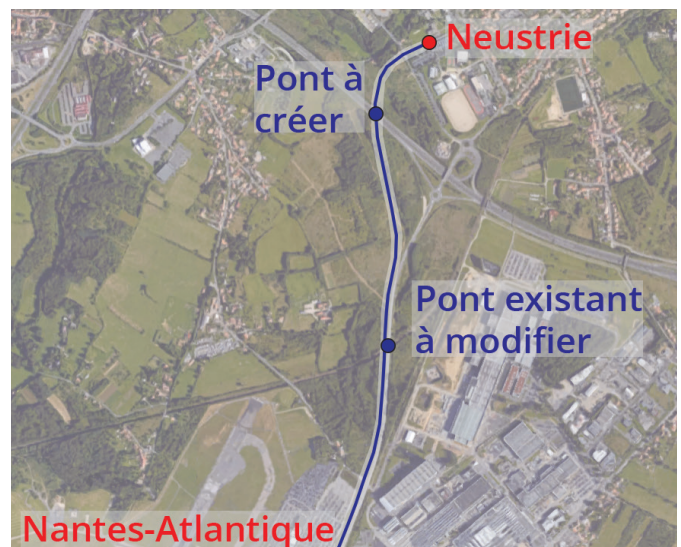 Neustrie
Pont à
créer
Pont existant
à modifier
Nantes-Atlantique